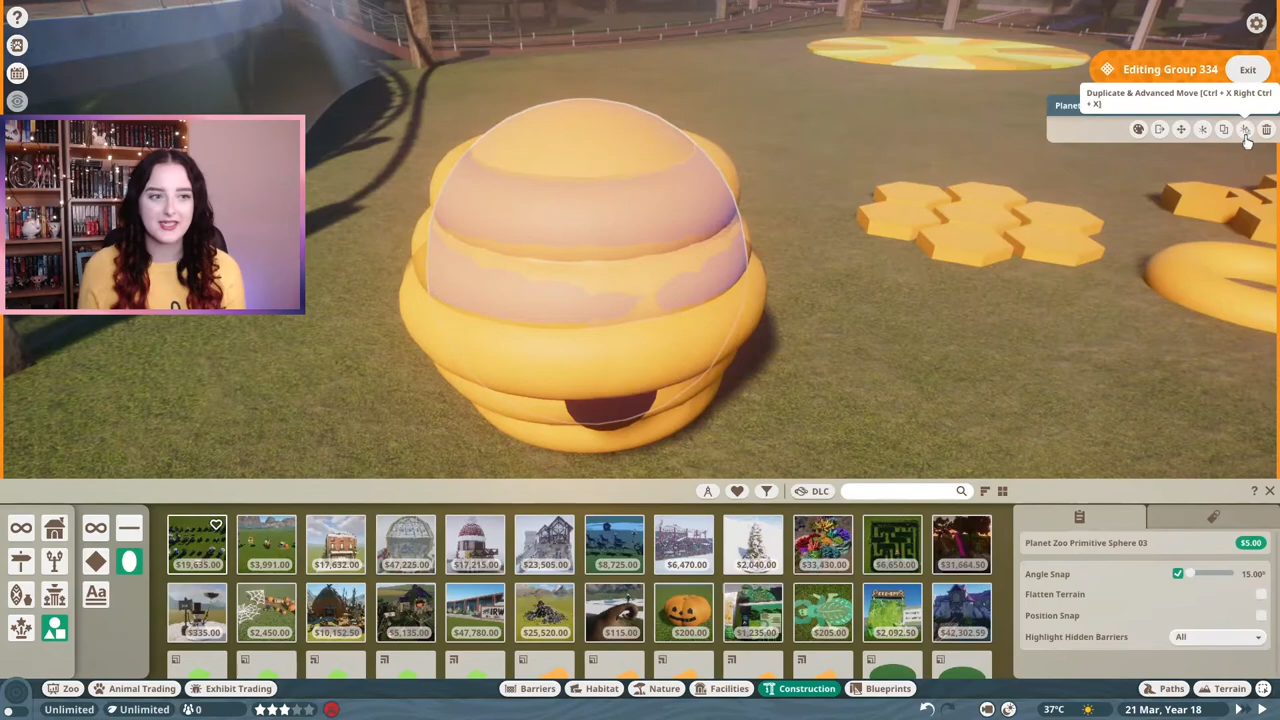 ?
Editing Group 334
Exit
Duplicate & Advanced Move [Ctrl + X Right Ctrl
+ X]
Planet
DLC
?
$19,635.00
$3,991.00
$17,632.00
$47,225.00
$17,215.00
$23,505.00
$8,725.00
$6,470.00
$2,040.00
$33,430.00
$6,650.00
$31,664.50
$335.00
$2,450.00
$10,152.50
$5,135.00
$47,780.00
$25,520.00
$115.00
$200.00
$1,235.00
$205.00
$2,092.50
$42,302.59
Aa
Planet Zoo Primitive Sphere 03
$5.00
Angle Snap
15.00°
Flatten Terrain
Position Snap
Highlight Hidden Barriers
All
Zoo
Animal Trading
Exhibit Trading
Barriers
Habitat
Nature
Facilities
Construction
Blueprints
Paths
Terrain
Unlimited
Unlimited
0
37°C
21 Mar, Year 18